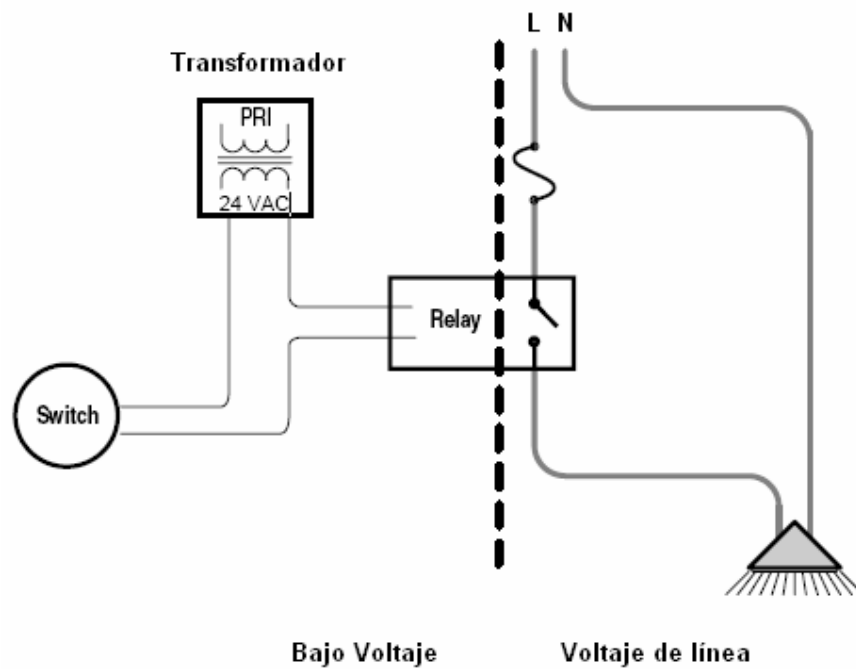 L N
Transformador
PRI
24 VAC
Relay
Switch
Bajo Voltaje
Voltaje de línea